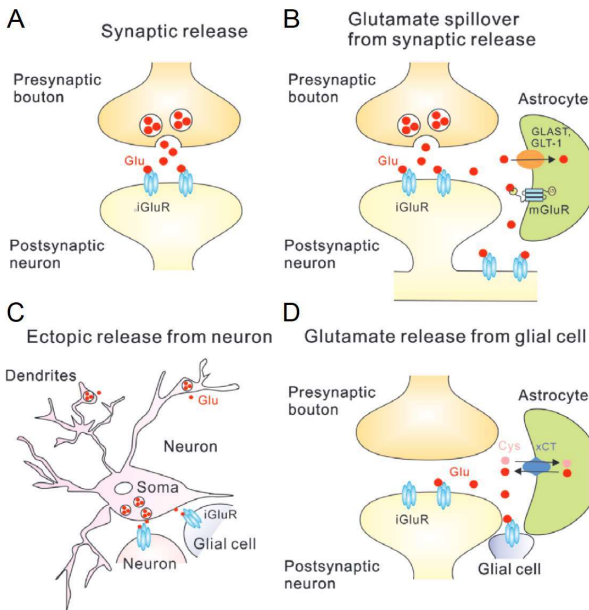 A
Synaptic release
Presynaptic
bouton
Glu
iGluR
Postsynaptic
neuron
B
Glutamate spillover
from synaptic release
Presynaptic
bouton
Astrocyte
GLAST,
GLT-1
Glu
iGluR
mGluR
Postsynaptic
neuron
C
Ectopic release from neuron
Dendrites
Glu
Neuron
Soma
iGluR
Glial cell
Neuron
D
Glutamate release from glial cell
Presynaptic
bouton
Astrocyte
Cys
xCT
Glu
iGluR
Postsynaptic
neuron
Glial cell